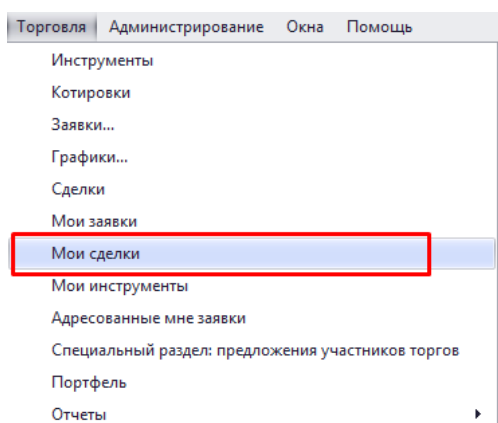 Торговля Администрирование Окна Помощь
Инструменты
Котировки
Заявки...
Графики...
Сделки
Мои заявки
Мои сделки
Мои инструменты
Адресованные мне заявки
Специальный раздел: предложения участников торгов
Портфель
Отчеты